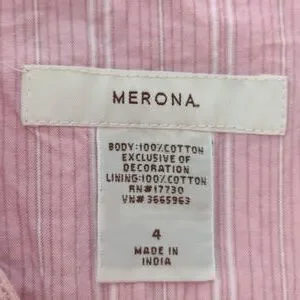 MERONA
BODY:100%COTTON
EXCLUSIVE OF
DECORATION
LINING:100%COTTON
RN#17730
VN#3665963
4
MADE IN
INDIA